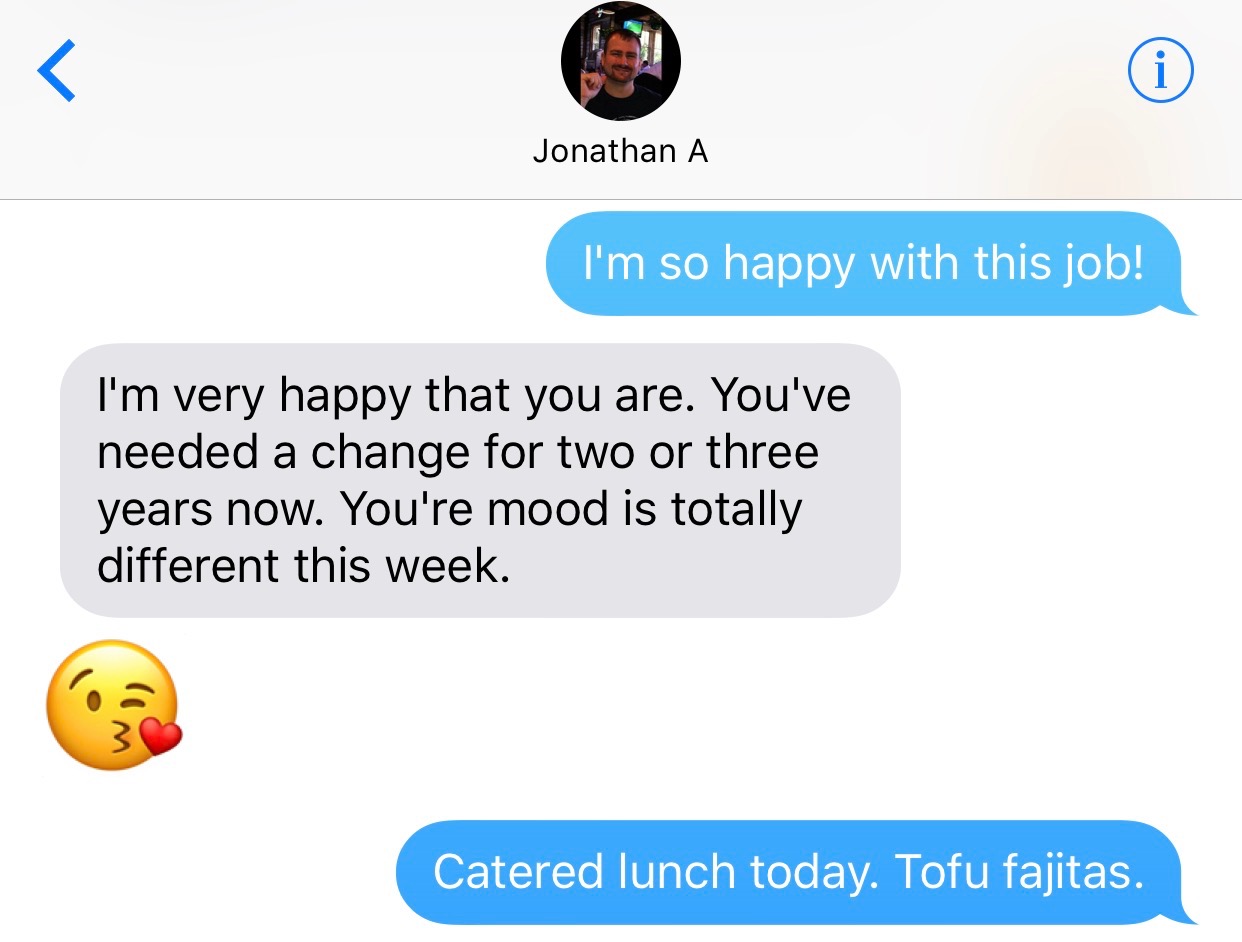 Jonathan A
I'm so happy with this job!
I'm very happy that you are. You've
needed a change for two or three
years now. You're mood is totally
different this week.
Catered lunch today. Tofu fajitas.